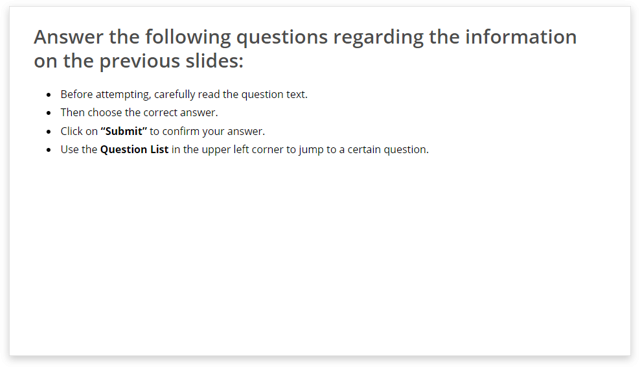 Answer the following questions regarding the information
on the previous slides:
• Before attempting, carefully read the question text.
• Then choose the correct answer.
• Click on “Submit” to confirm your answer.
• Use the Question List in the upper left corner to jump to a certain question.